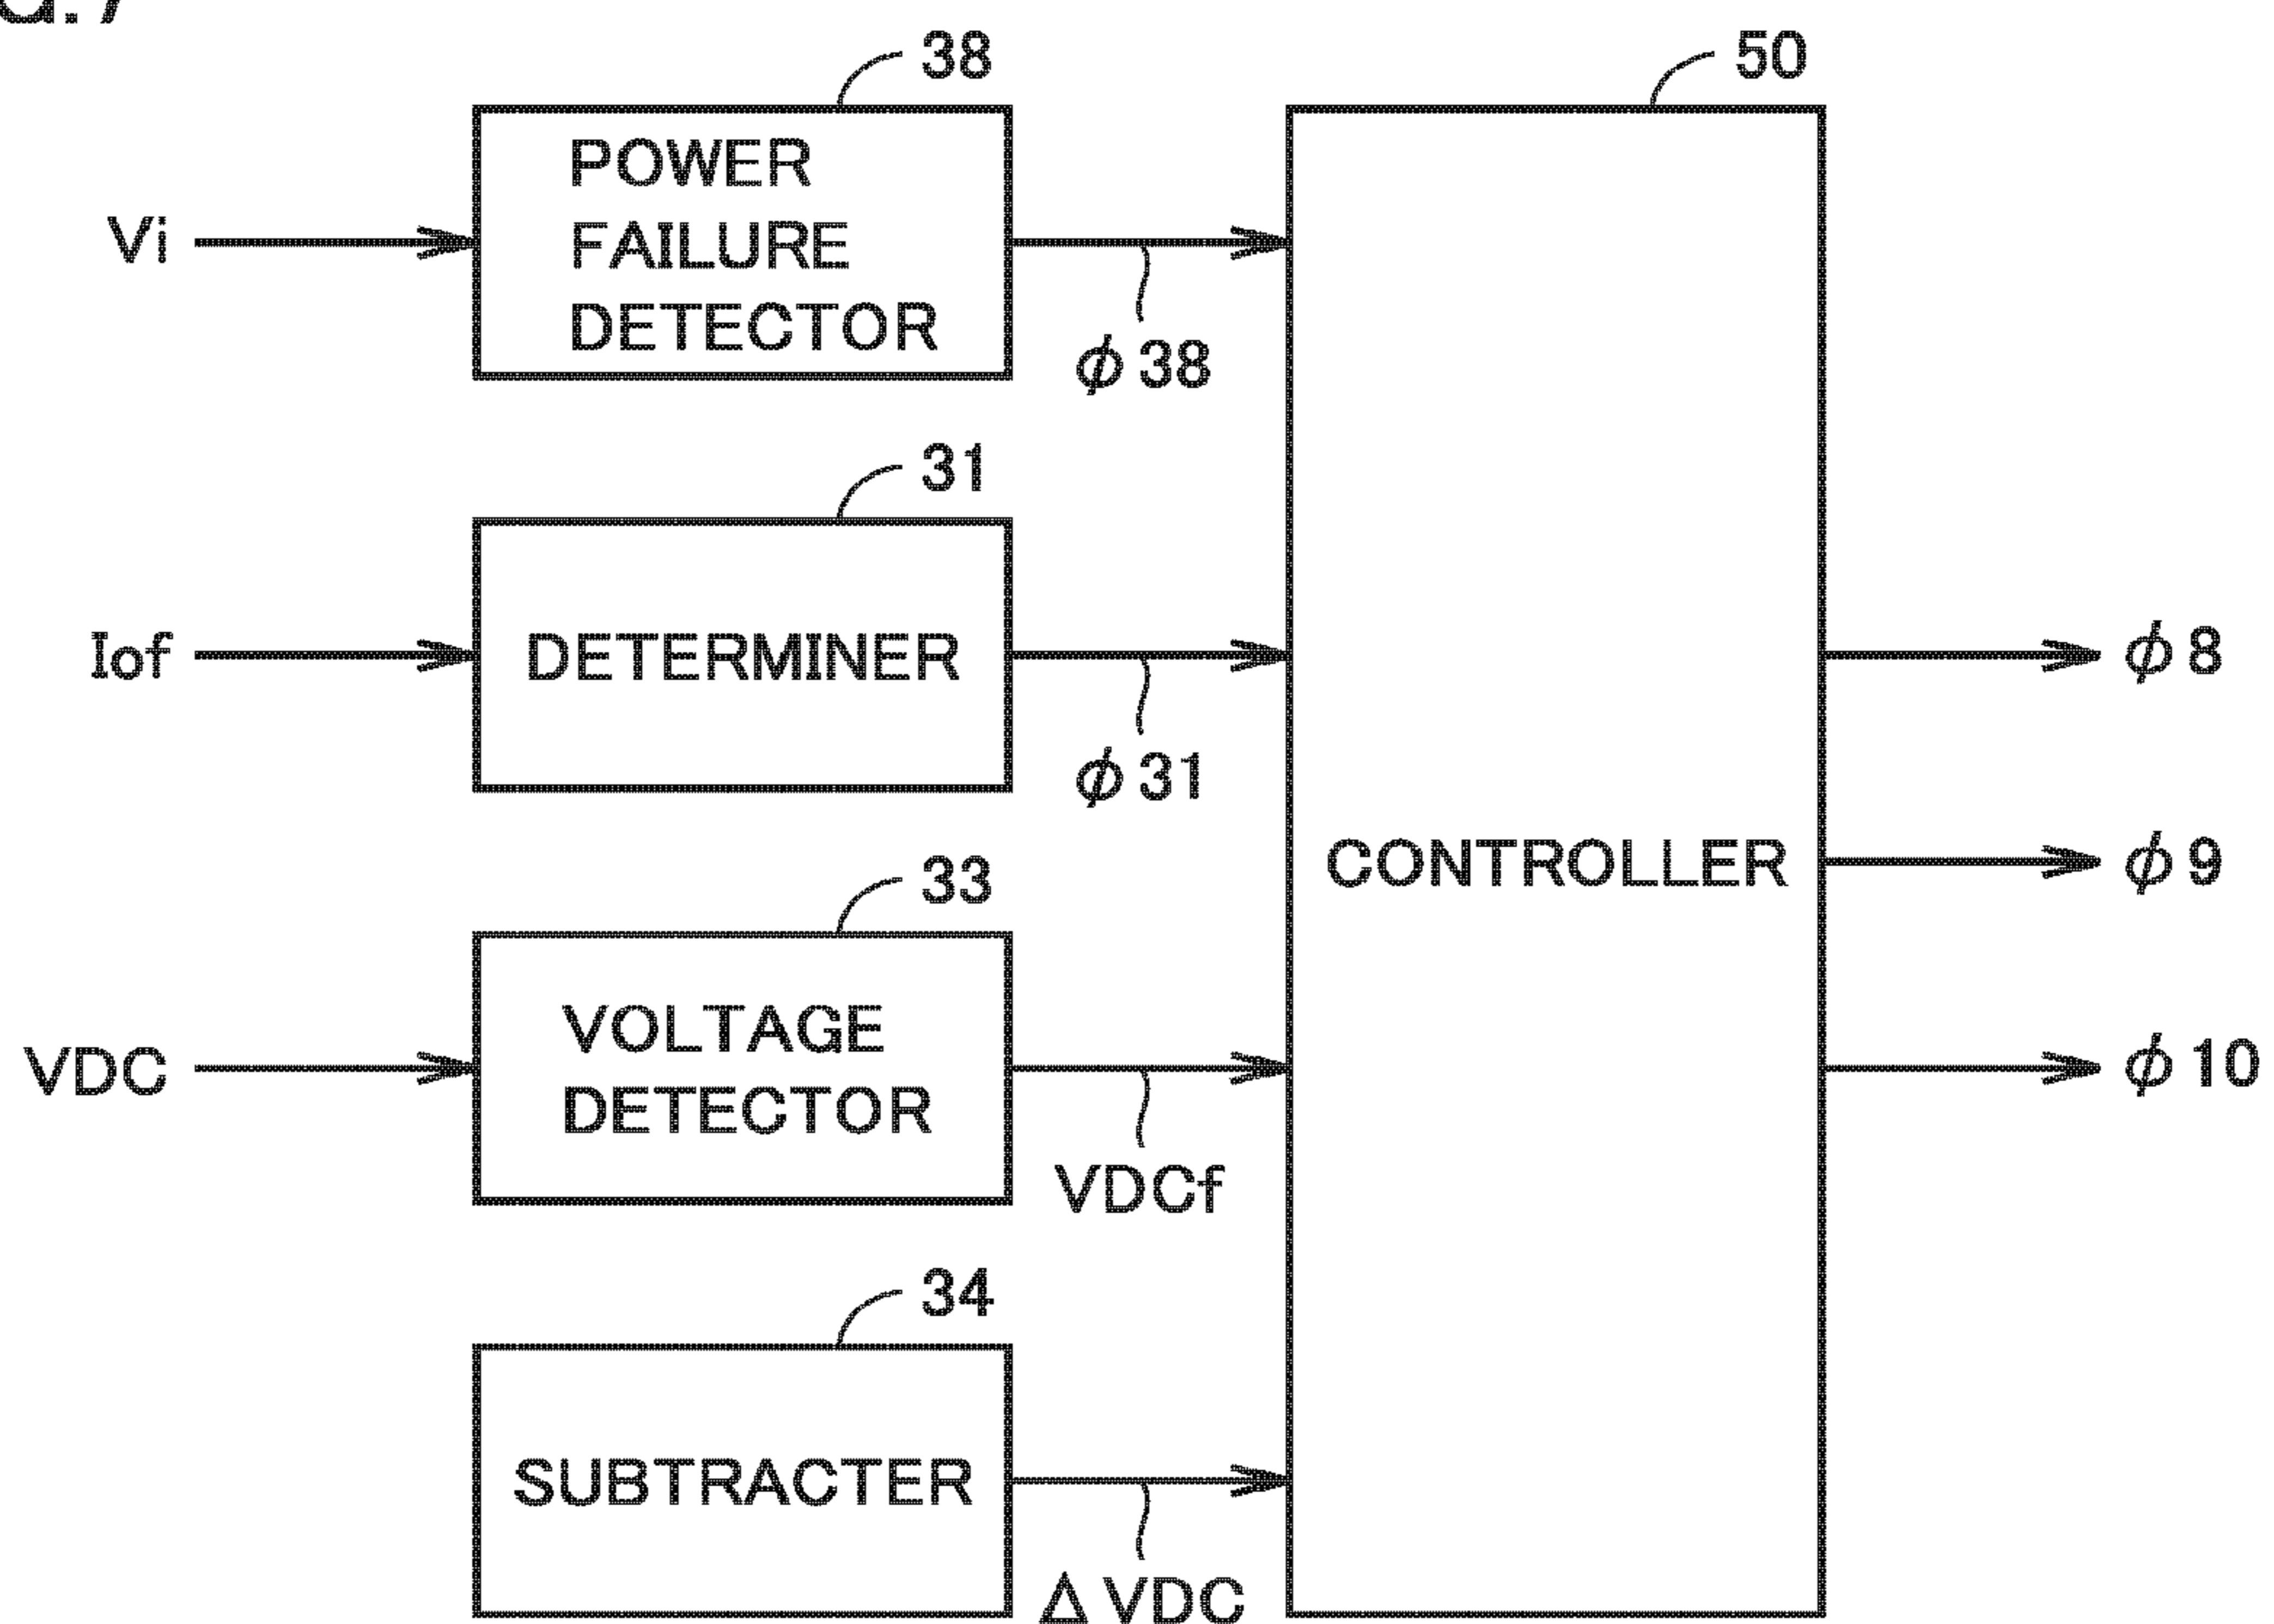 38
50
POWER
FAILURE
DETECTOR
Vi
φ38
31
Iof
DETERMINER
φ31
φ8
CONTROLLER
φ9
33
VDC
VOLTAGE
DETECTOR
VDCf
φ10
34
SUBTRACTER
ΔVDC